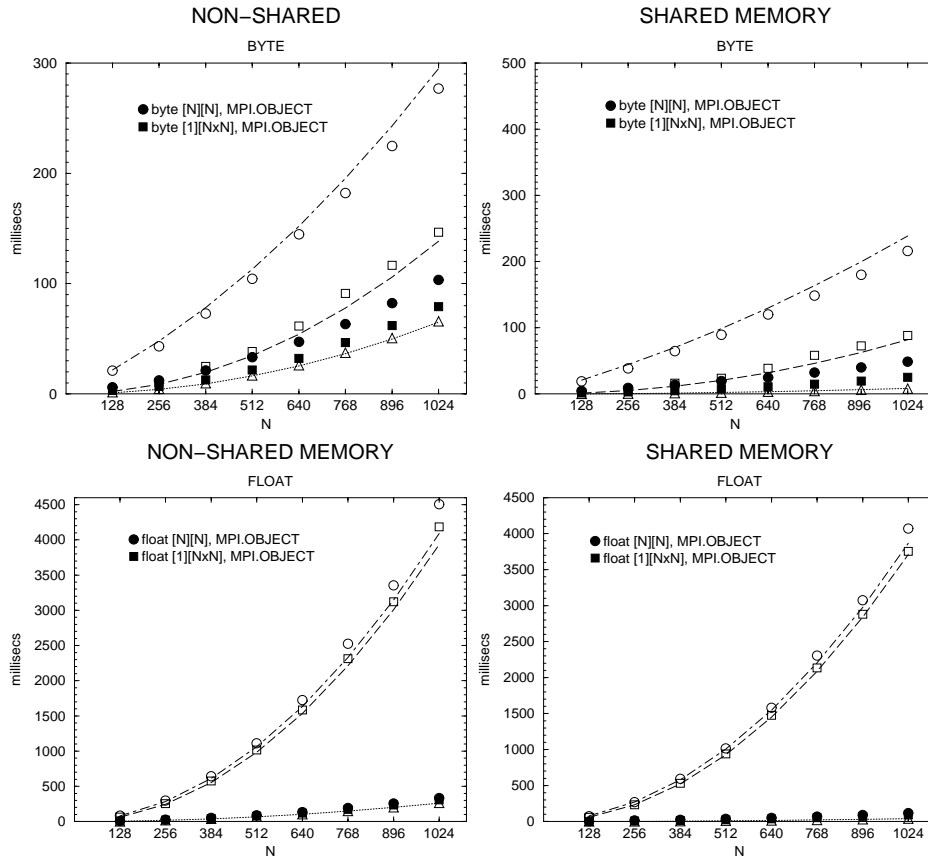 NON−SHARED
BYTE
300
200
100
0
millisecs
byte [N][N], MPI.OBJECT
byte [1][NxN], MPI.OBJECT
128 256 384 512 640 768 896 1024
N
SHARED MEMORY
BYTE
500
400
300
200
100
0
millisecs
byte [N][N], MPI.OBJECT
byte [1][NxN], MPI.OBJECT
128 256 384 512 640 768 896 1024
N
NON−SHARED MEMORY
FLOAT
4500
4000
3500
3000
2500
2000
1500
1000
500
0
millisecs
float [N][N], MPI.OBJECT
float [1][NxN], MPI.OBJECT
128 256 384 512 640 768 896 1024
N
SHARED MEMORY
FLOAT
4500
4000
3500
3000
2500
2000
1500
1000
500
0
millisecs
float [N][N], MPI.OBJECT
float [1][NxN], MPI.OBJECT
128 256 384 512 640 768 896 1024
N